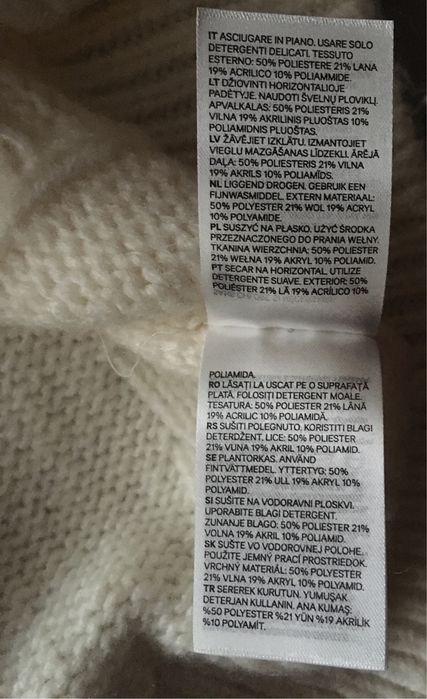 IT ASCIUGARE IN PIANO. USARE SOLO
DETERGENTI DELICATI. TESSUTO
ESTERNO: 50% POLIESTERE 21% LANA
19% ACRILICO 10% POLIAMMIDE.
LT DŽIOVINTI HORIZONTALIOJE
PADĖTYJE. NAUDOTI ŠVELNŲ PLOVIKLĮ.
APVALKALAS: 50% POLIESTERIS 21%
VILNA 19% AKRILINIS PLUOŠTAS 10%
POLIAMIDNIS PLUOŠTAS.
LV ŽĀVĒJIET IZKLĀTU. IZMANTOJIET
VIEGLU MAZGĀŠANAS LĪDZEKLI. ĀRĒJĀ
DAĻA: 50% POLIESTERIS 21% VILNA
19% AKRILS 10% POLIAMĪDS.
NL LIGGEND DROGEN. GEBRUIK EEN
FIJNWASMIDDEL. EXTERN MATERIAAL:
50% POLYESTER 21% WOL 19% ACRYL
10% POLYAMIDE.
PL SUSZYĆ NA PŁASKO. UŻYĆ ŚRODKA
PRZEZNACZONEGO DO PRANIA WEŁNY.
TKANINA WIERZCHNIA: 50% POLIESTER
21% WEŁNA 19% AKRYL 10% POLIAMID.
PT SECAR NA HORIZONTAL. UTILIZE
DETERGENTE SUAVE. EXTERIOR: 50%
POLIÉSTER 21% LÃ 19% ACRÍLICO 10%
POLIAMIDA.
RO LĂSAȚI LA USCAT PE O SUPRAFAȚĂ
PLATĂ. FOLOSIȚI DETERGENT MOALE.
TESATURA: 50% POLIESTER 21% LÂNĂ
19% ACRILIC 10% POLIAMIDĂ.
RS SUŠITI POLEGNUTO. KORISTITI BLAGI
DETERDŽENT. LICE: 50% POLIESTER
21% VUNA 19% AKRIL 10% POLIAMID.
SE PLANTORKAS. ANVÄND
FINTVÄTTMEDEL. YTTERTYG: 50%
POLYESTER 21% ULL 19% AKRYL 10%
POLYAMID.
SI SUŠITE NA VODORAVNI PLOSKVI.
UPORABITE BLAGI DETERGENT.
ZUNANJE BLAGO: 50% POLIESTER 21%
VOLNA 19% AKRIL 10% POLIAMID.
SK SUŠTE VO VODOROVNEJ POLOHE.
POUŽITE JEMNÝ PRACÍ PROSTRIEDOK.
VRCHNÝ MATERIÁL: 50% POLYESTER
21% VLNA 19% AKRYL 10% POLYAMID.
TR SEREREK KURUTUN. YUMUŞAK
DETERJAN KULLANIN. ANA KUMAŞ:
%50 POLYESTER %21 YÜN %19 AKRİLİK
%10 POLYAMİT.